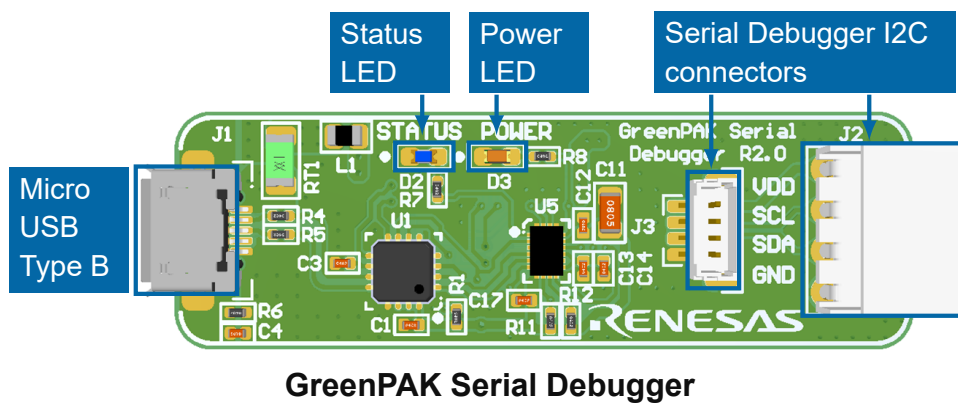 Status
LED
Power
LED
Serial Debugger I2C
connectors
J1
STATUS
POWER
GreenPAK Serial
Debugger R2.0
J2
RT1
L1
D2
R7
D3
R8
C12
C11
0805
VDD
SCL
SDA
GND
Micro
USB
Type B
R4
R5
U1
U5
J3
C3
R1
C17
C13
C14
R12
R6
C4
C1
R11
RENESAS
GreenPAK Serial Debugger